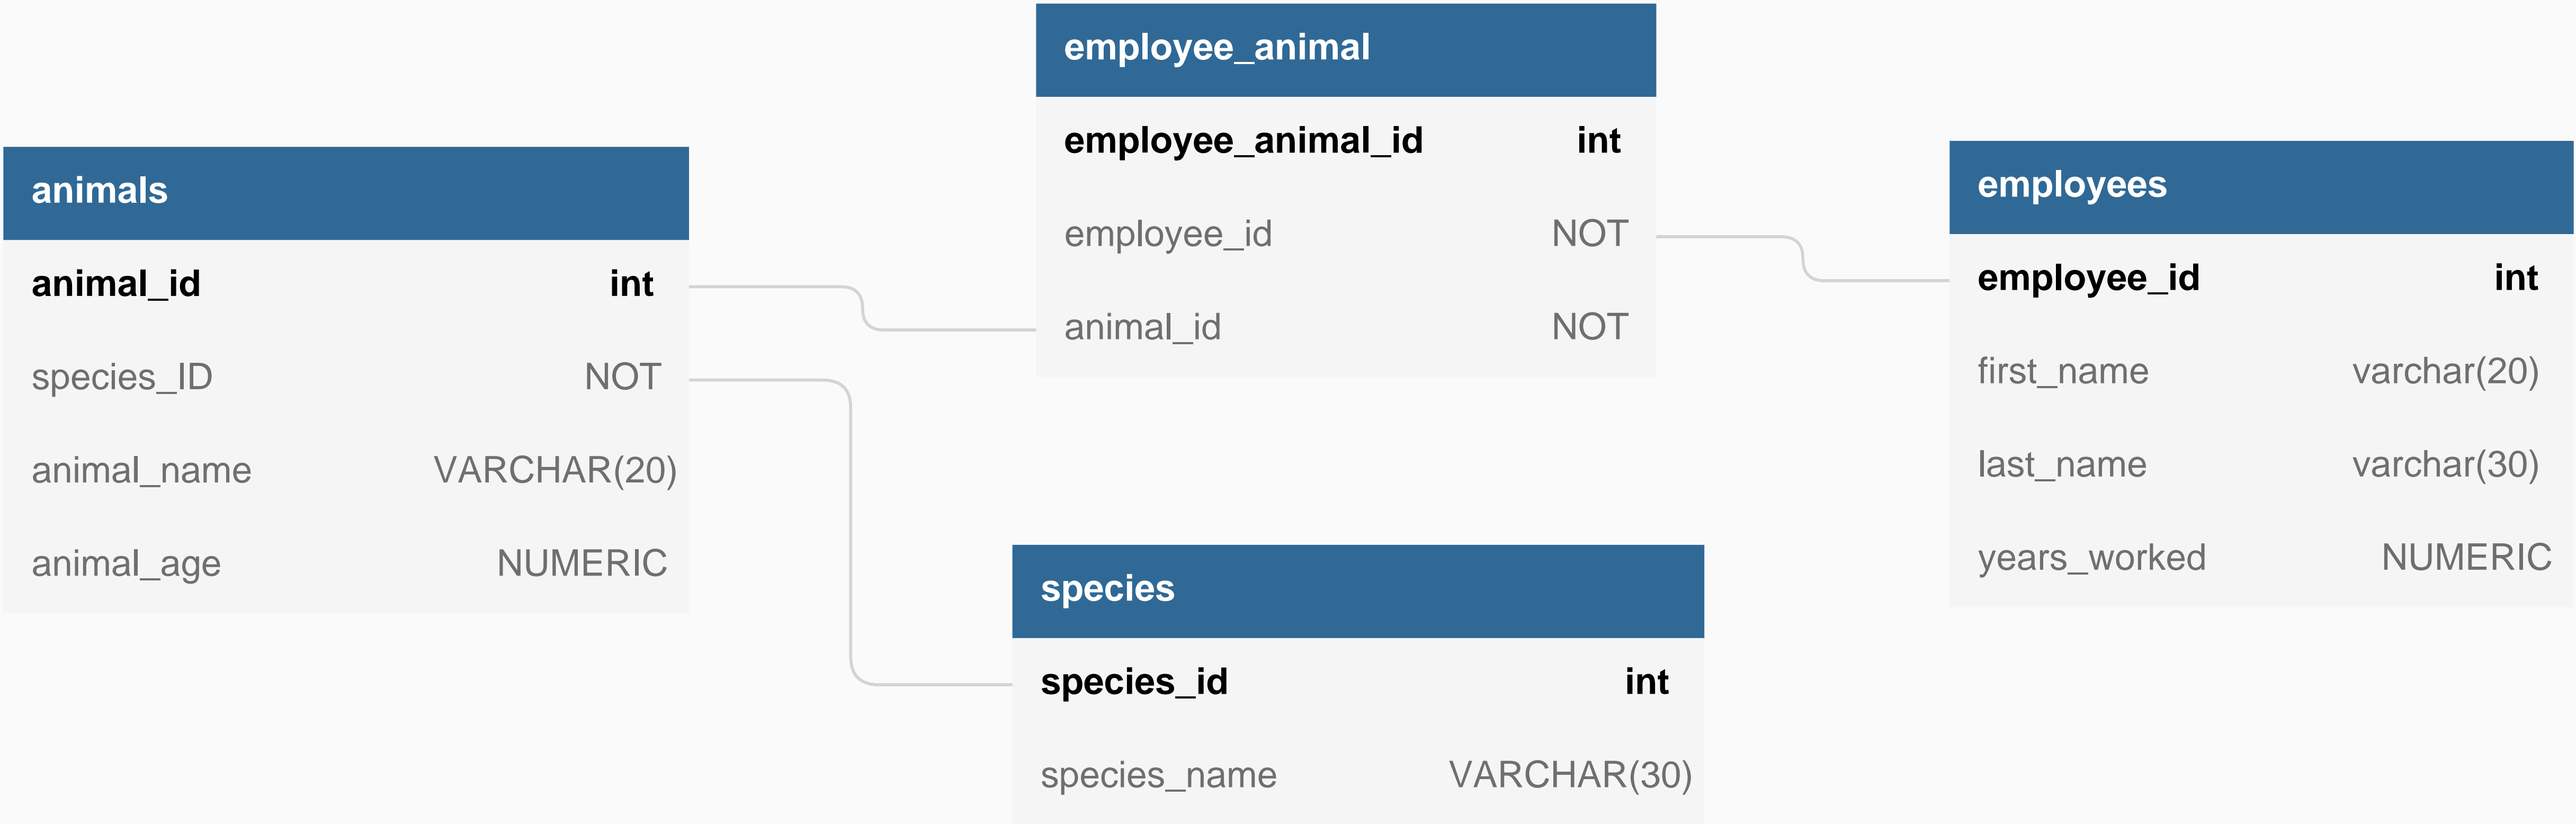 employee_animal
employee_animal_id int
employee_id NOT
animal_id NOT
animals
animal_id int
species_ID NOT
animal_name VARCHAR(20)
animal_age NUMERIC
employees
employee_id int
first_name varchar(20)
last_name varchar(30)
years_worked NUMERIC
species
species_id int
species_name VARCHAR(30)